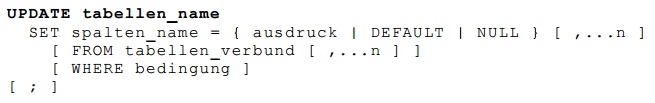 UPDATE tabellen_name
SET spalten_name = { ausdruck | DEFAULT | NULL } [ ,...n ]
[ FROM tabellen_verbund [ ,...n ] ]
[ WHERE bedingung ]
[ ; ]